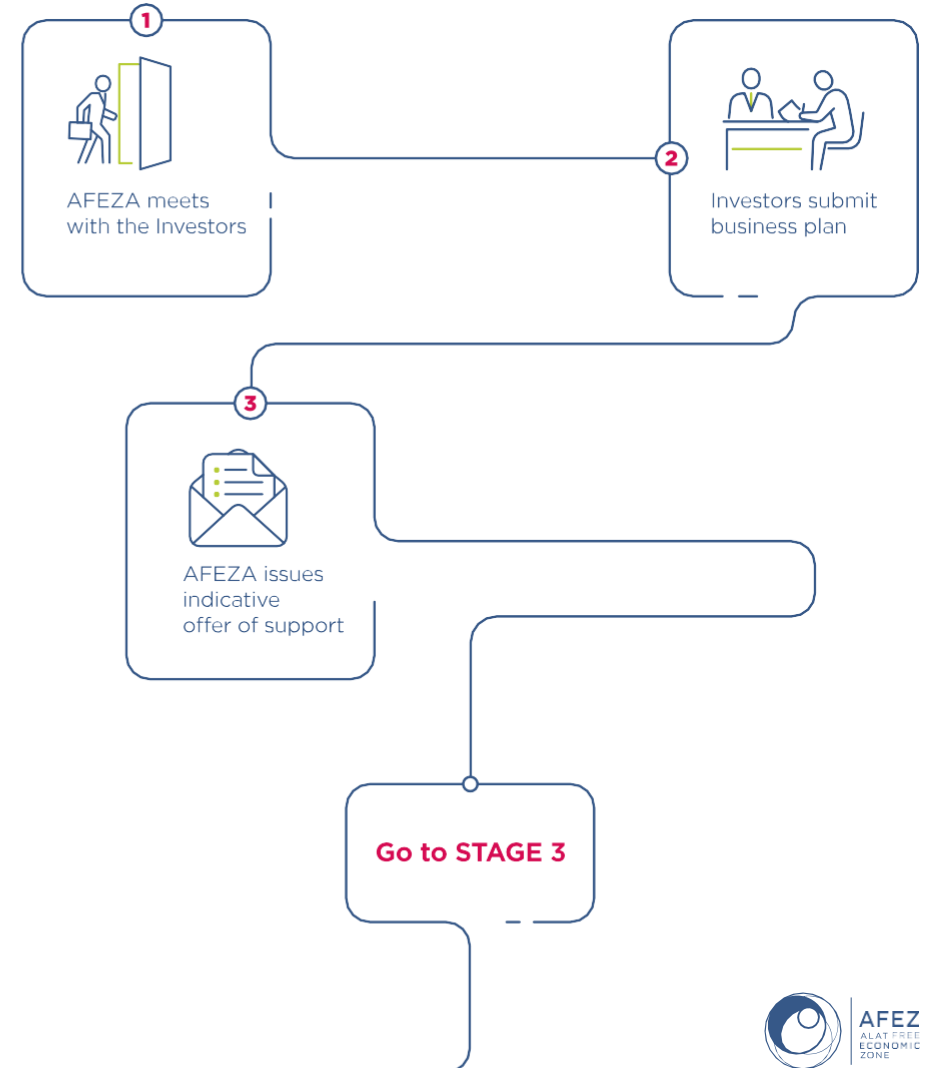 1
AFEZA meets
with the Investors
2
Investors submit
business plan
3
AFEZA issues
indicative
offer of support
Go to STAGE 3
AFEZ
ALAT FREE
ECONOMIC
ZONE